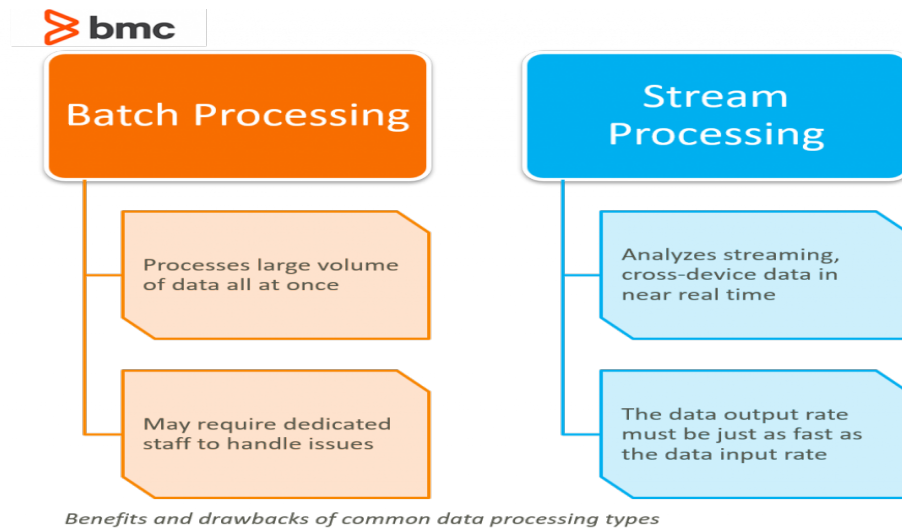 bmc
Batch Processing
Processes large volume
of data all at once
May require dedicated
staff to handle issues
Stream
Processing
Analyzes streaming,
cross-device data in
near real time
The data output rate
must be just as fast as
the data input rate
Benefits and drawbacks of common data processing types